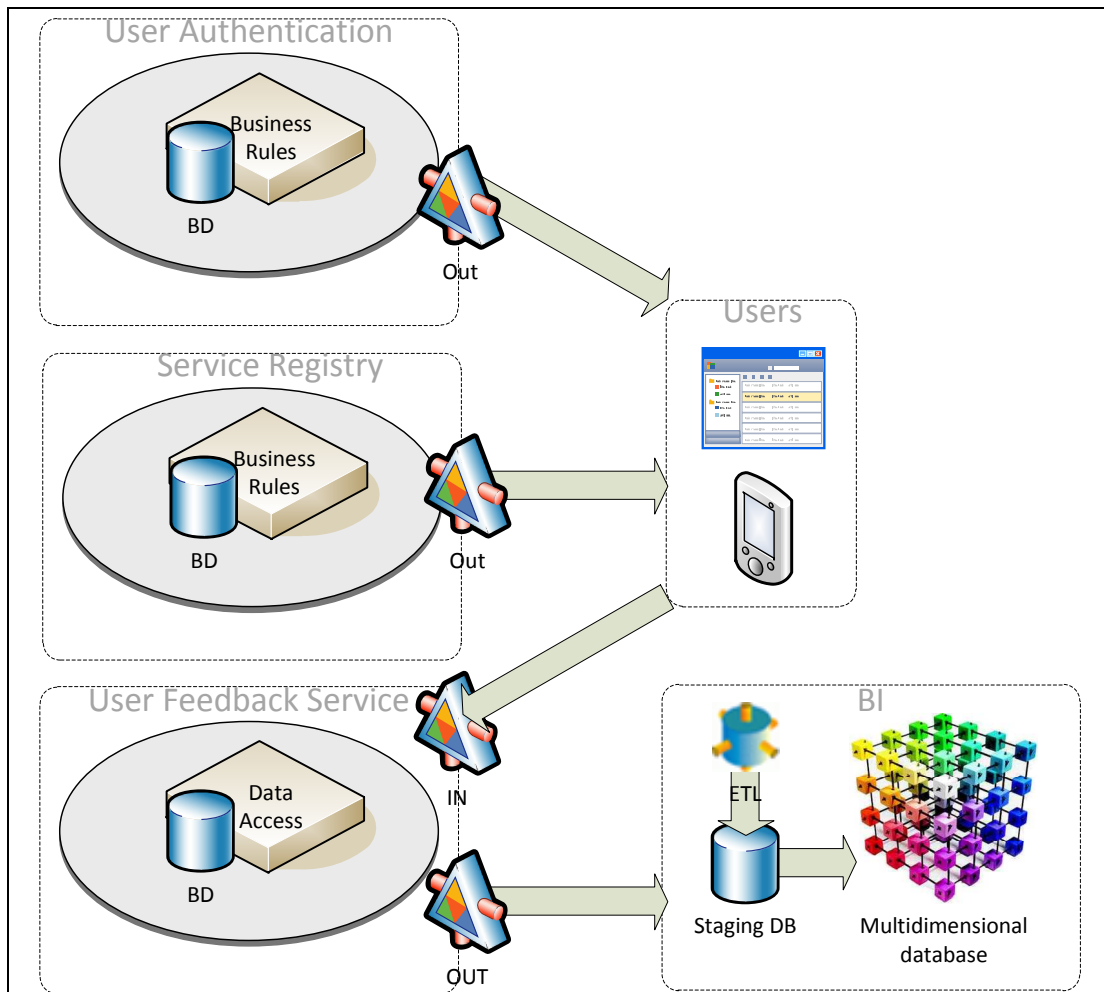 User Authentication
Business
Rules
BD
Out
Users
Service Registry
Business
Rules
BD
Out
User Feedback Service
BI
Data
Access
BD
IN
ETL
OUT
Staging DB
Multidimensional
database